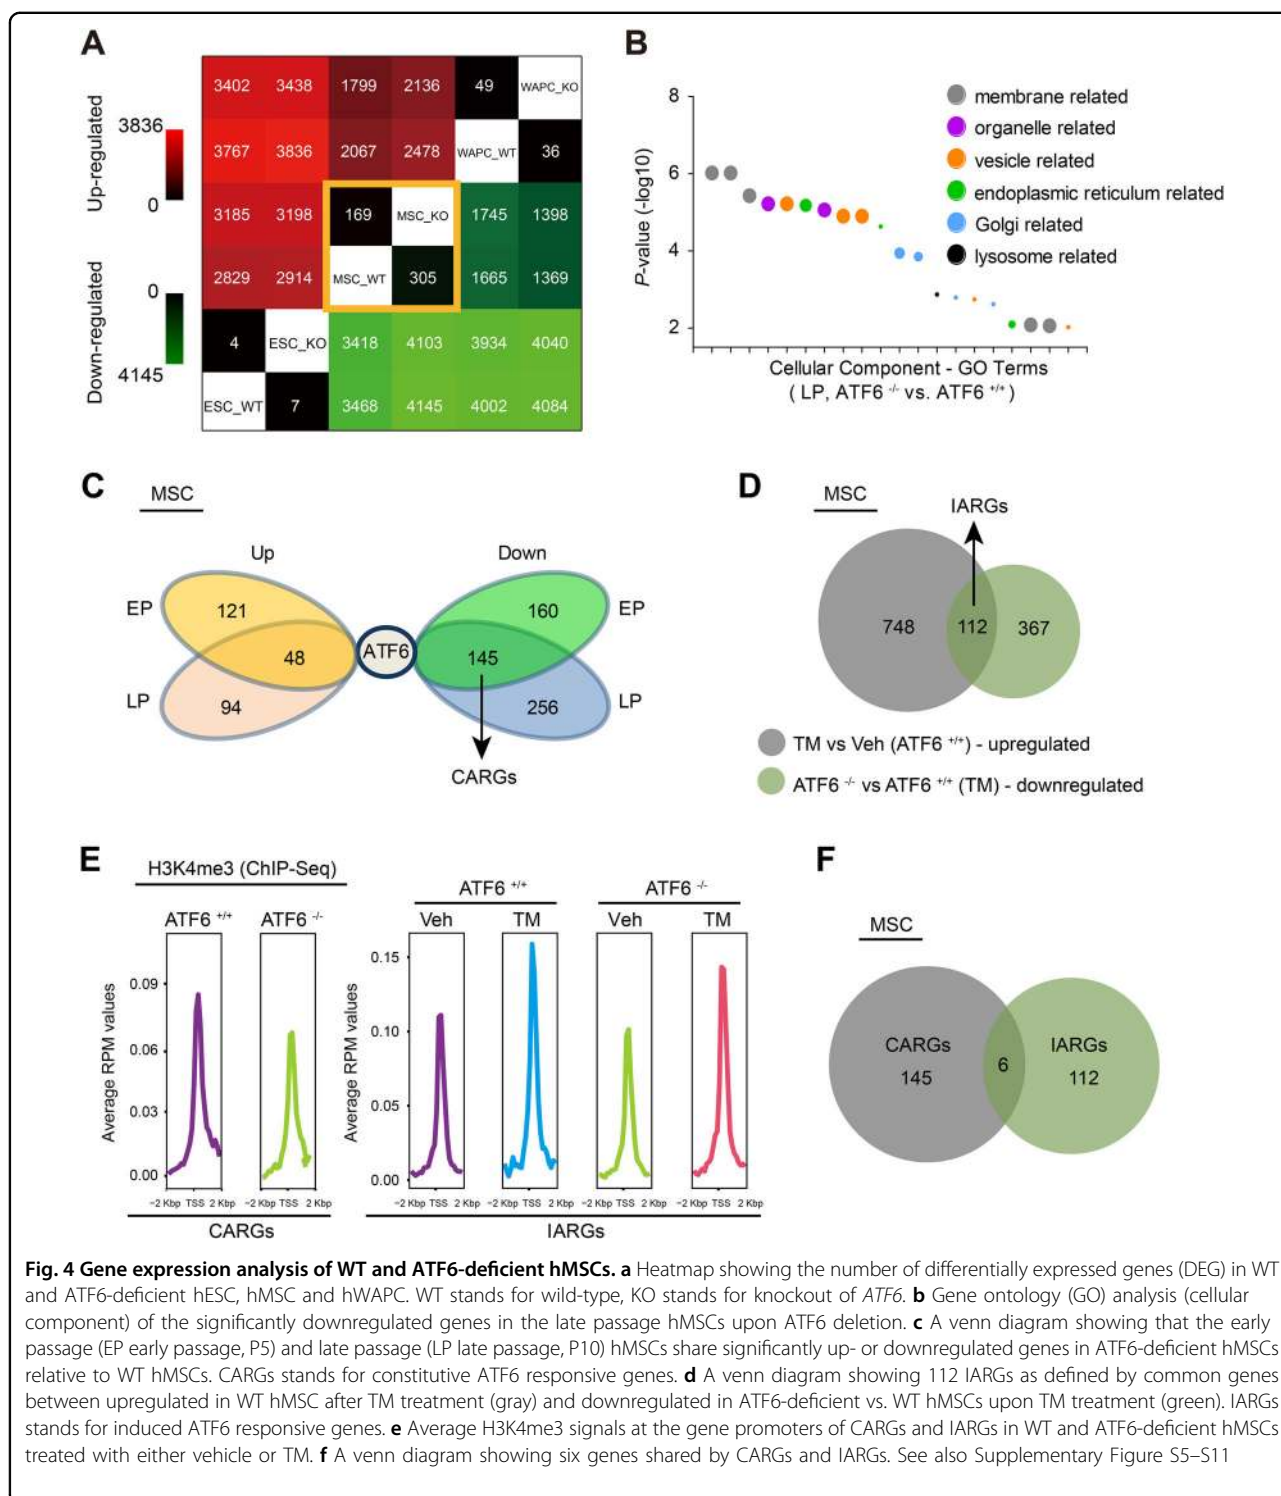 A
Up-regulated
3836
0
Down-regulated
0
4145
3402 3438 1799 2136 49 WAPC_KO
3767 3836 2067 2478 WAPC_WT 36
3185 3198 169 MSC_KO 1745 1398
2829 2914 MSC_WT 305 1665 1369
4 ESC_KO 3418 4103 3934 4040
ESC_WT 7 3468 4145 4002 4084
B
P-value (-log10)
8
6
4
2
membrane related
organelle related
vesicle related
endoplasmic reticulum related
Golgi related
lysosome related
Cellular Component - GO Terms
( LP, ATF6 -/- vs. ATF6 +/+ )
C
MSC
Up Down
EP 121 160 EP
48 ATF6 145
LP 94 256 LP
CARGs
D
MSC
IARGs
748 112 367
TM vs Veh (ATF6 +/+) - upregulated
ATF6 -/- vs ATF6 +/+ (TM) - downregulated
E
H3K4me3 (ChIP-Seq)
ATF6 +/+ ATF6 -/-
Average RPM values
0.09
0.06
0.03
0.00
−2 Kbp TSS 2 Kbp −2 Kbp TSS 2 Kbp
CARGs
ATF6 +/+ ATF6 -/-
Veh TM Veh TM
Average RPM values
0.15
0.10
0.05
0.00
−2 Kbp TSS 2 Kbp −2 Kbp TSS 2 Kbp −2 Kbp TSS 2 Kbp −2 Kbp TSS 2 Kbp
IARGs
F
MSC
CARGs IARGs
145 6 112
Fig. 4 Gene expression analysis of WT and ATF6-deficient hMSCs. a Heatmap showing the number of differentially expressed genes (DEG) in WT
and ATF6-deficient hESC, hMSC and hWAPC. WT stands for wild-type, KO stands for knockout of ATF6. b Gene ontology (GO) analysis (cellular
component) of the significantly downregulated genes in the late passage hMSCs upon ATF6 deletion. c A venn diagram showing that the early
passage (EP early passage, P5) and late passage (LP late passage, P10) hMSCs share significantly up- or downregulated genes in ATF6-deficient hMSCs
relative to WT hMSCs. CARGs stands for constitutive ATF6 responsive genes. d A venn diagram showing 112 IARGs as defined by common genes
between upregulated in WT hMSC after TM treatment (gray) and downregulated in ATF6-deficient vs. WT hMSCs upon TM treatment (green). IARGs
stands for induced ATF6 responsive genes. e Average H3K4me3 signals at the gene promoters of CARGs and IARGs in WT and ATF6-deficient hMSCs
treated with either vehicle or TM. f A venn diagram showing six genes shared by CARGs and IARGs. See also Supplementary Figure S5–S11